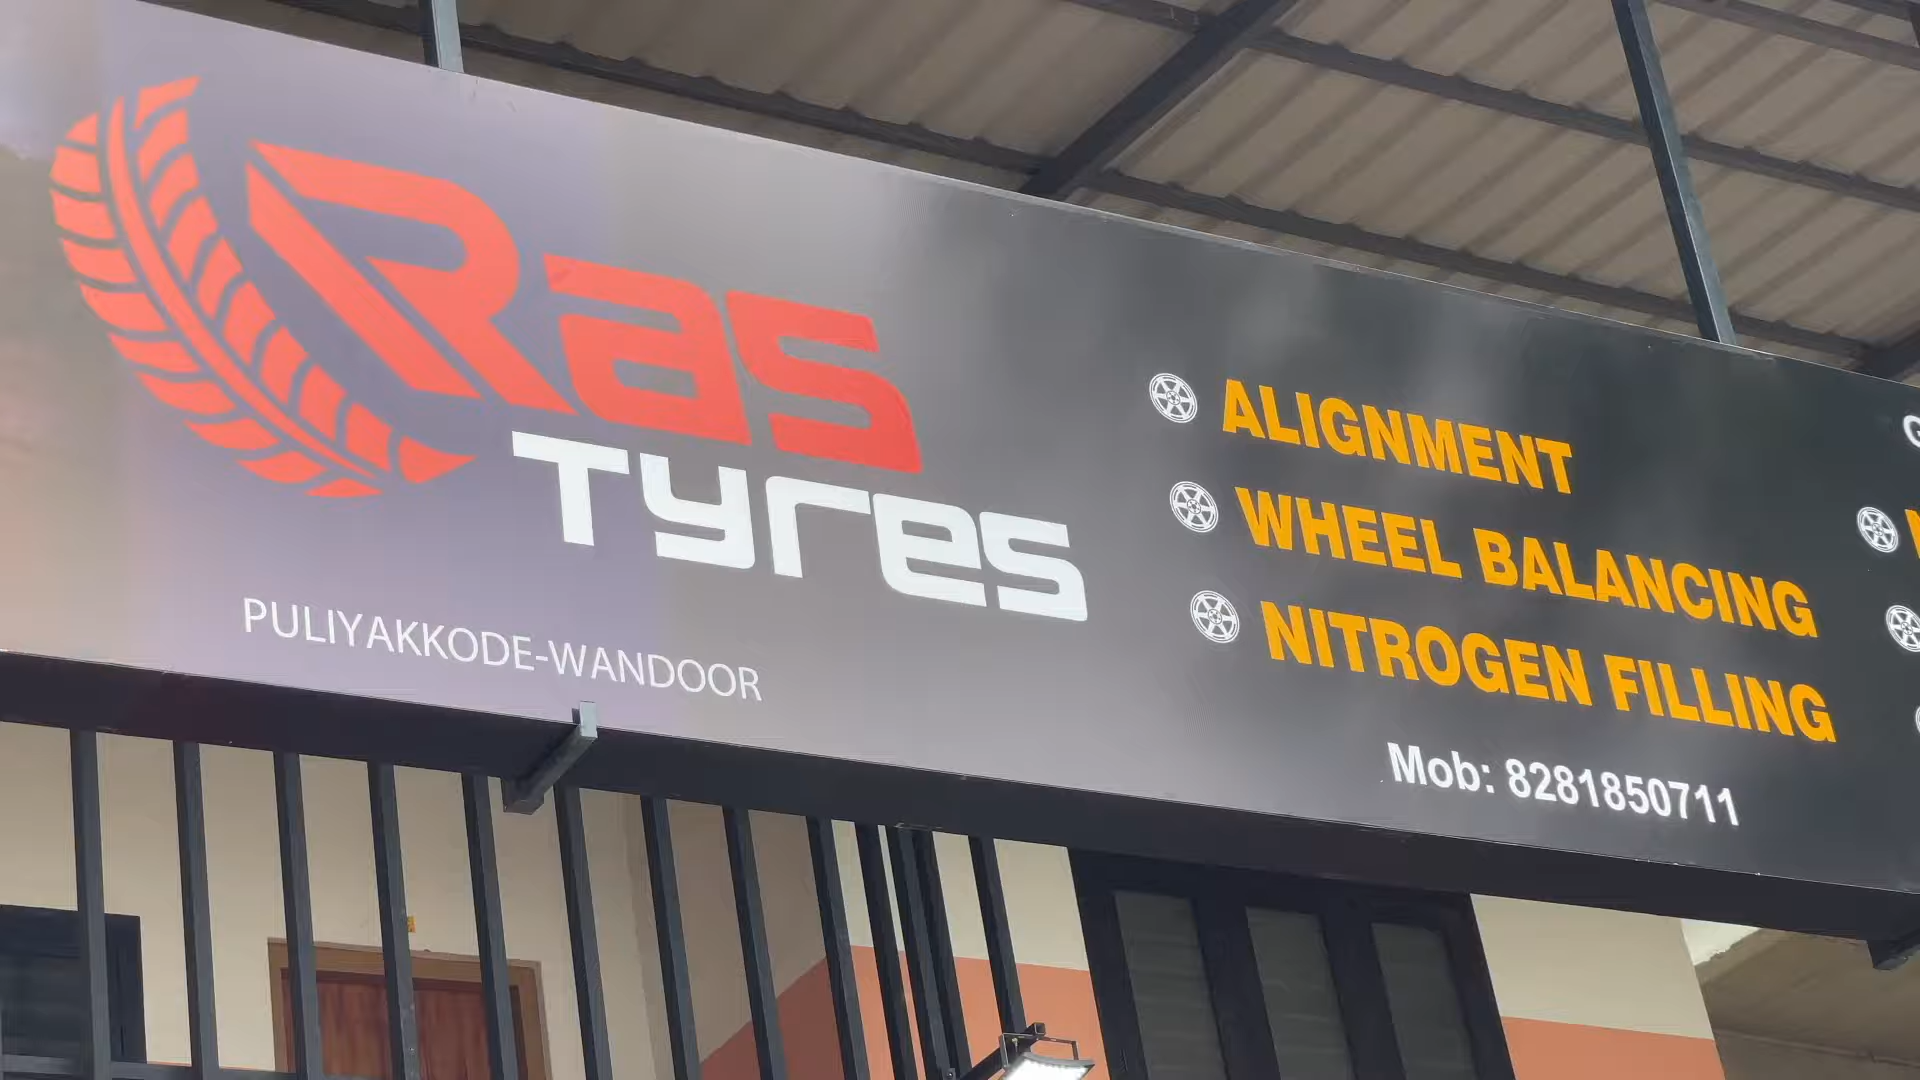 Ras
Tyres
PULIYAKKODE-WANDOOR
ALIGNMENT
WHEEL BALANCING
NITROGEN FILLING
Mob: 8281850711